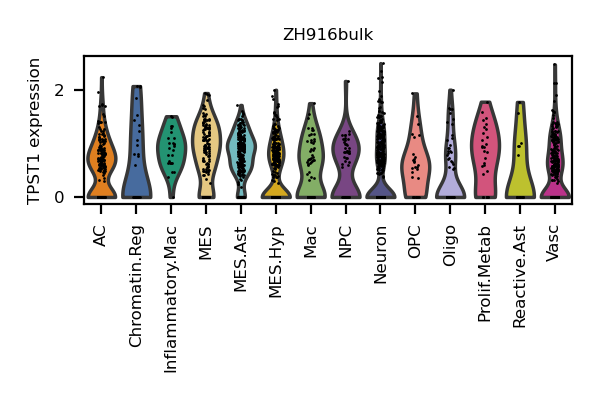 ZH916bulk
TPST1 expression
2
0
AC
Chromatin.Reg
Inflammatory.Mac
MES
MES.Ast
MES.Hyp
Mac
NPC
Neuron
OPC
Oligo
Prolif.Metab
Reactive.Ast
Vasc